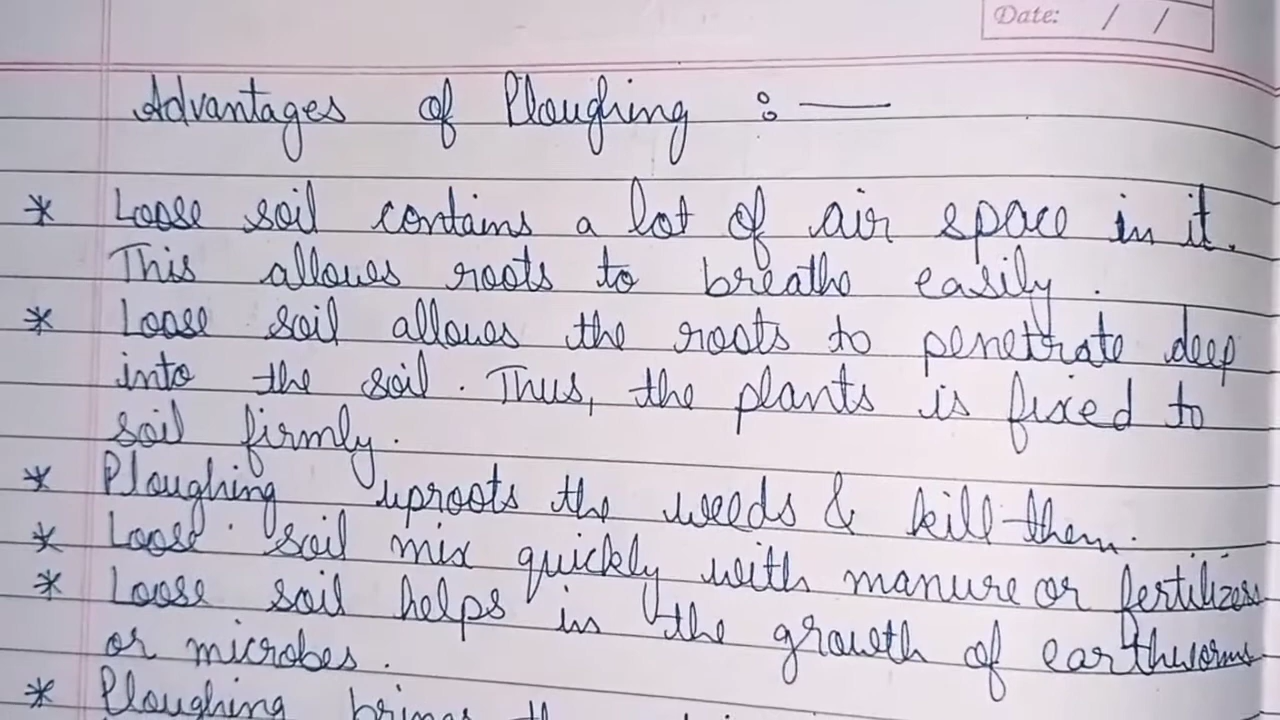 Date: / /
Advantages of Ploughing :—
* Loose soil contains a lot of air space in it.
This allows roots to breathe easily.
* Loose soil allows the roots to penetrate deep
into the soil. Thus, the plants is fixed to
soil firmly.
* Ploughing uproots the weeds & kill them.
* Loose soil mix quickly with manure or fertilizers
* Loose soil helps in the growth of earthworms
or microbes.
* Ploughing brings